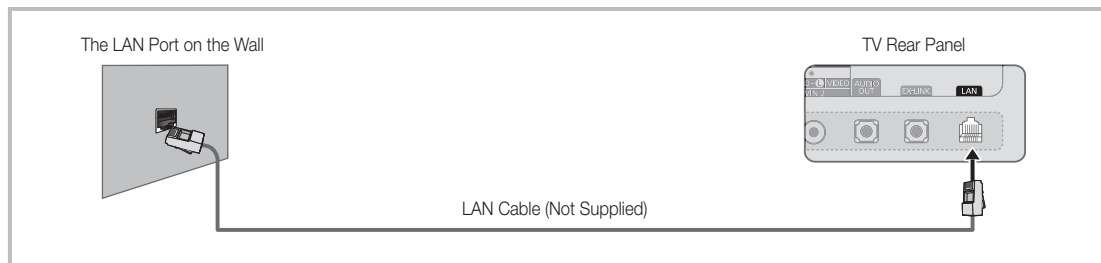 The LAN Port on the Wall
TV Rear Panel
VIDEO AUDIO OUT
EX-LINK
LAN
LAN Cable (Not Supplied)